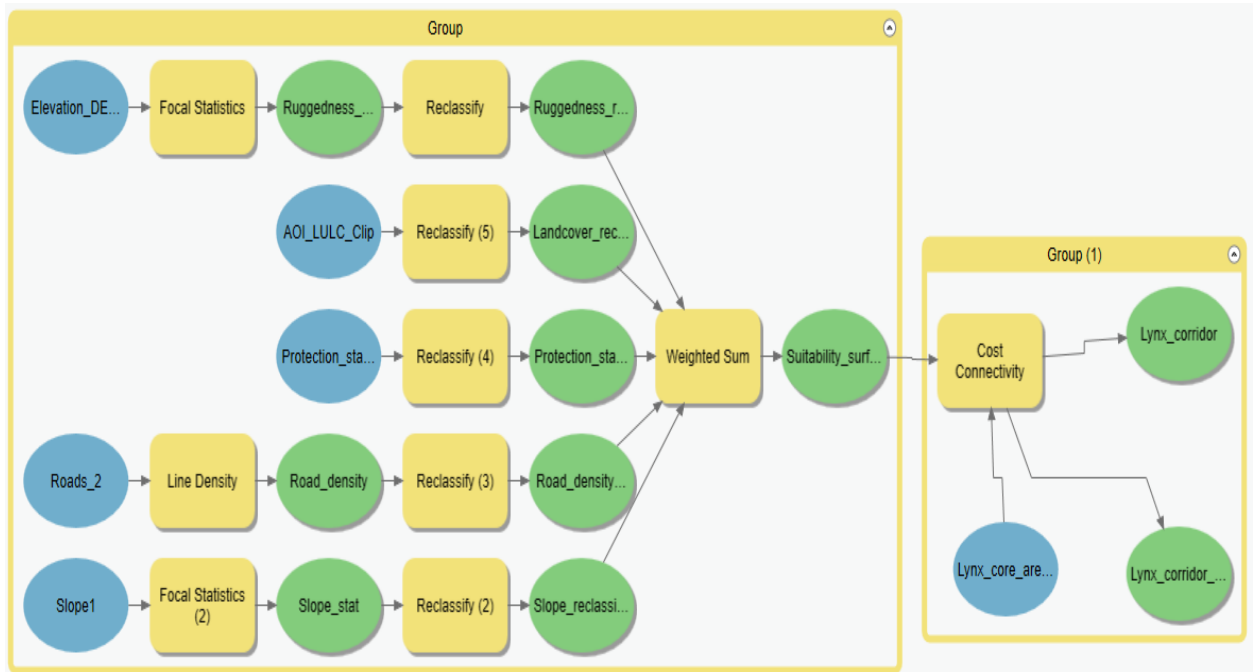 Group
Elevation_DE...
Focal Statistics
Ruggedness_...
Reclassify
Ruggedness_r...
AOI_LULC_Clip
Reclassify (5)
Landcover_rec...
Protection_sta...
Reclassify (4)
Protection_sta...
Weighted Sum
Suitability_surf...
Roads_2
Line Density
Road_density
Reclassify (3)
Road_density...
Slope1
Focal Statistics
(2)
Slope_stat
Reclassify (2)
Slope_reclassi...
Group (1)
Cost
Connectivity
Lynx_corridor
Lynx_core_are...
Lynx_corridor_...